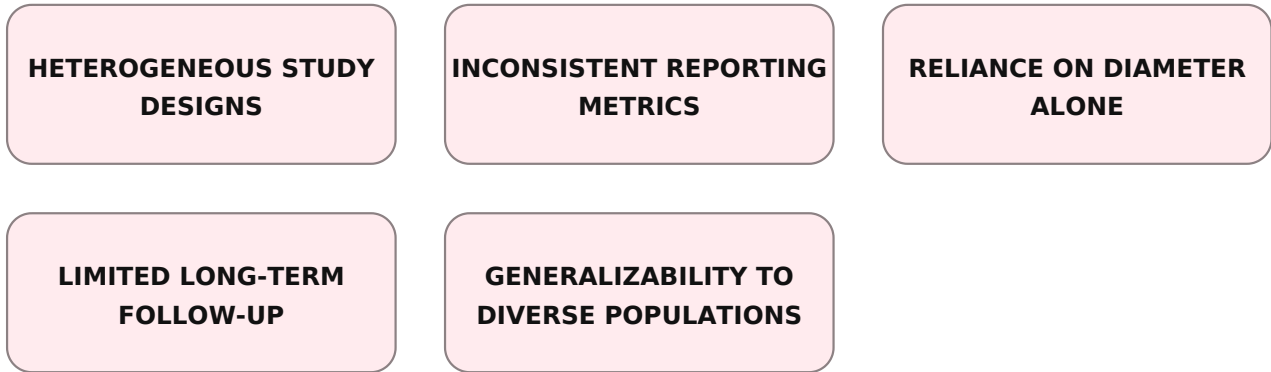 HETEROGENEOUS STUDY
DESIGNS
INCONSISTENT REPORTING
METRICS
RELIANCE ON DIAMETER
ALONE
LIMITED LONG-TERM
FOLLOW-UP
GENERALIZABILITY TO
DIVERSE POPULATIONS